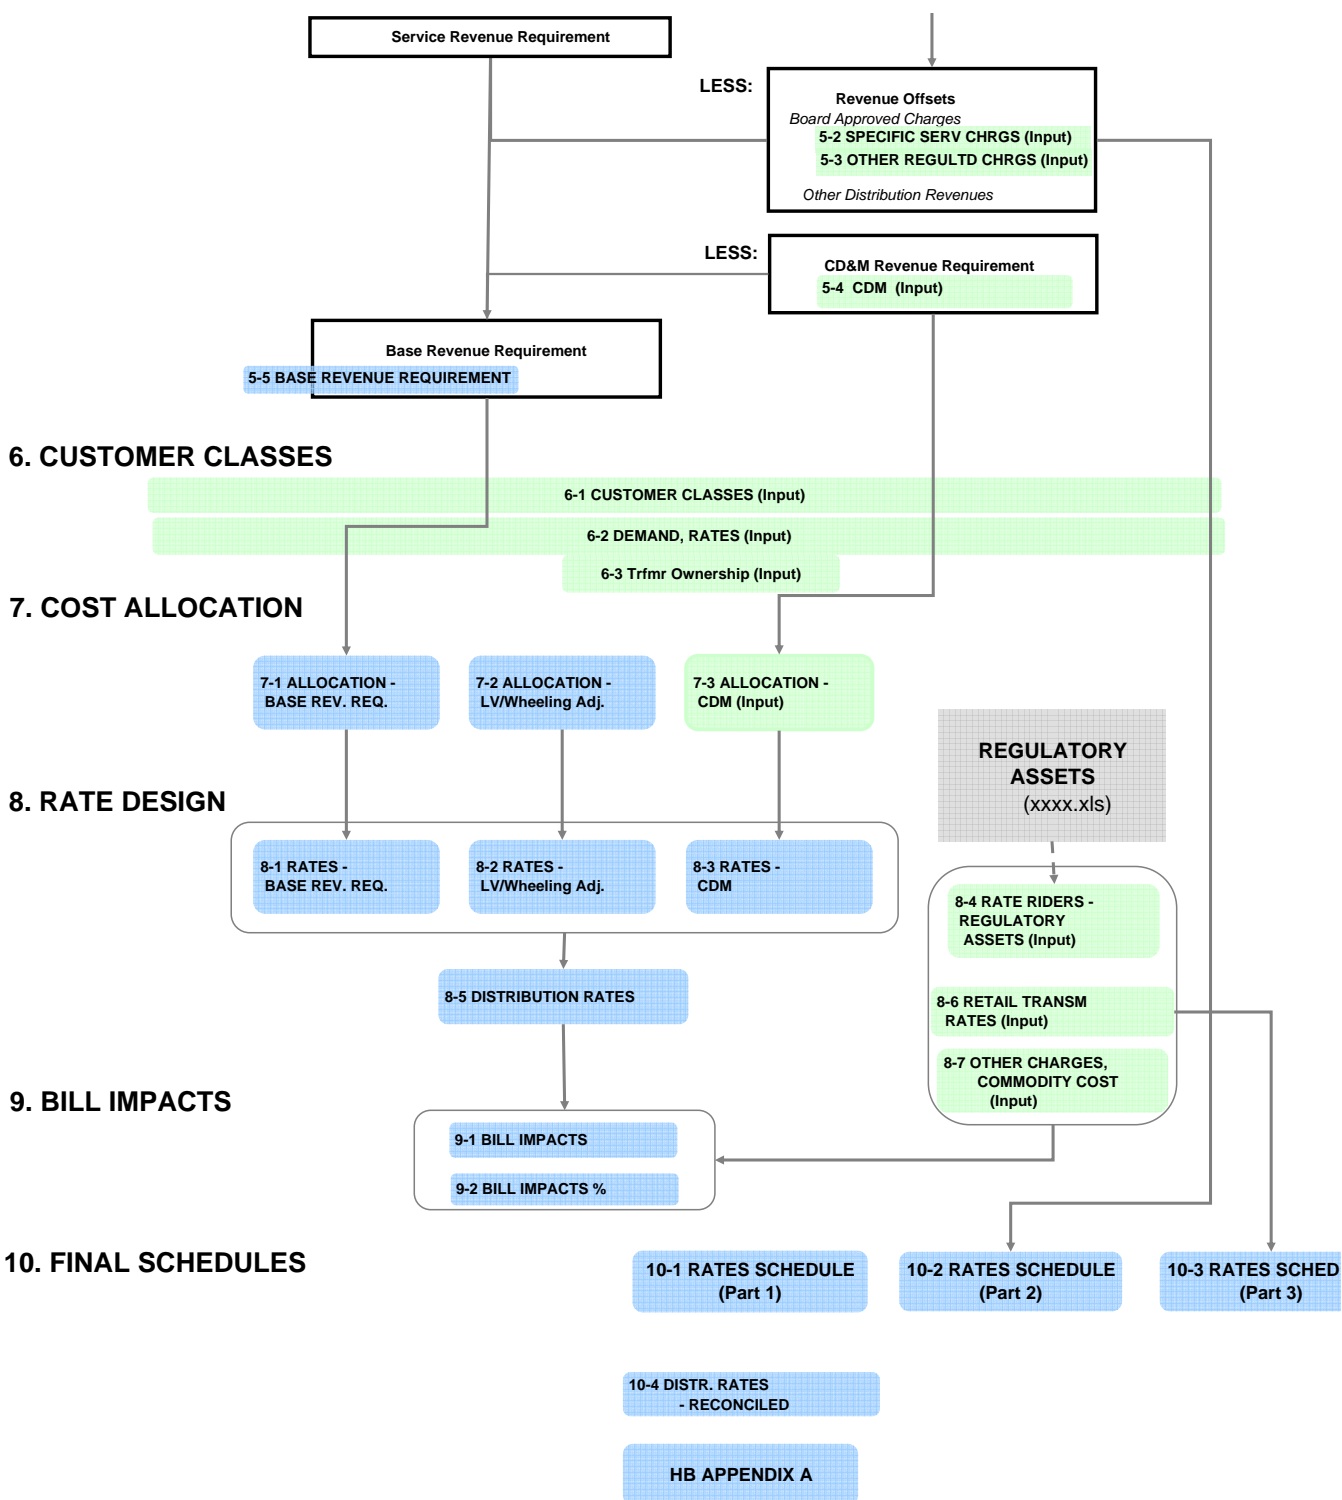 Service Revenue Requirement
LESS:
Revenue Offsets
Board Approved Charges
5-2 SPECIFIC SERV CHRGS (Input)
5-3 OTHER REGULTD CHRGS (Input)
Other Distribution Revenues
LESS:
CD&M Revenue Requirement
5-4 CDM (Input)
Base Revenue Requirement
5-5 BASE REVENUE REQUIREMENT
6. CUSTOMER CLASSES
6-1 CUSTOMER CLASSES (Input)
6-2 DEMAND, RATES (Input)
6-3 Trfmr Ownership (Input)
7. COST ALLOCATION
7-1 ALLOCATION -
BASE REV. REQ.
7-2 ALLOCATION -
LV/Wheeling Adj.
7-3 ALLOCATION -
CDM (Input)
REGULATORY
ASSETS
(xxxx.xls)
8. RATE DESIGN
8-1 RATES -
BASE REV. REQ.
8-2 RATES -
LV/Wheeling Adj.
8-3 RATES -
CDM
8-4 RATE RIDERS -
REGULATORY
ASSETS (Input)
8-5 DISTRIBUTION RATES
8-6 RETAIL TRANSM
RATES (Input)
8-7 OTHER CHARGES,
COMMODITY COST
(Input)
9. BILL IMPACTS
9-1 BILL IMPACTS
9-2 BILL IMPACTS %
10. FINAL SCHEDULES
10-1 RATES SCHEDULE
(Part 1)
10-2 RATES SCHEDULE
(Part 2)
10-3 RATES SCHED
(Part 3)
10-4 DISTR. RATES
- RECONCILED
HB APPENDIX A